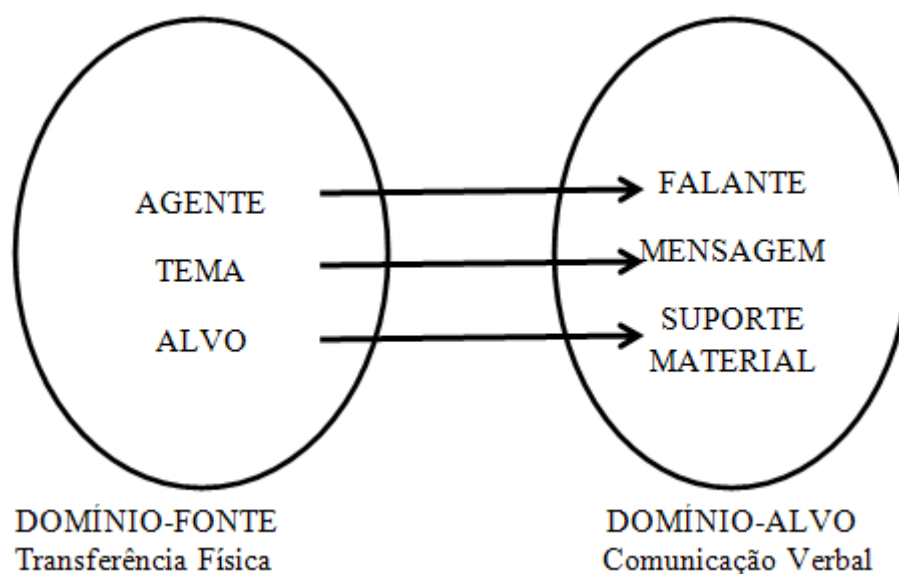 AGENTE
TEMA
ALVO
FALANTE
MENSAGEM
SUPORTE
MATERIAL
DOMÍNIO-FONTE
Transferência Física
DOMÍNIO-ALVO
Comunicação Verbal